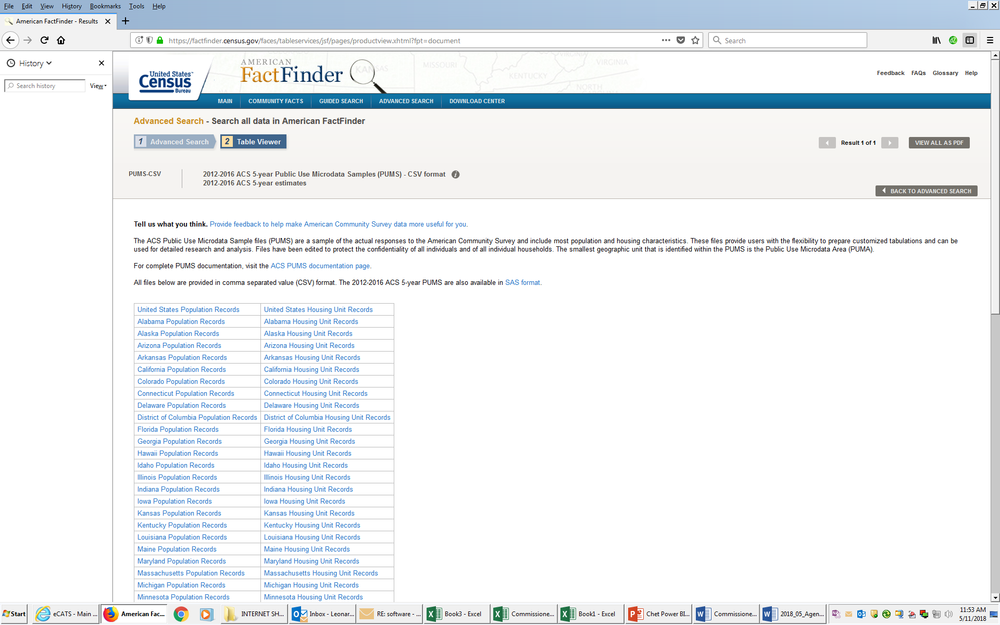 File Edit View History Bookmarks Tools Help
American FactFinder - Results
https://factfinder.census.gov/faces/tableservices/jsf/pages/productview.xhtml?fpt=document
Search
History
Search history
View
United States™
Census
Bureau
AMERICAN
FactFinder
KANSAS
MISSOURI
KENTUCKY
VIRGINIA
NORTH
Feedback FAQs Glossary Help
MAIN COMMUNITY FACTS GUIDED SEARCH ADVANCED SEARCH DOWNLOAD CENTER
Advanced Search - Search all data in American FactFinder
1 Advanced Search 2 Table Viewer
Result 1 of 1
VIEW ALL AS PDF
PUMS-CSV
2012-2016 ACS 5-year Public Use Microdata Samples (PUMS) - CSV format
2012-2016 ACS 5-year estimates
BACK TO ADVANCED SEARCH
Tell us what you think. Provide feedback to help make American Community Survey data more useful for you.
The ACS Public Use Microdata Sample files (PUMS) are a sample of the actual responses to the American Community Survey and include most population and housing characteristics. These files provide users with the flexibility to prepare customized tabulations and can be
used for detailed research and analysis. Files have been edited to protect the confidentiality of all individuals and of all individual households. The smallest geographic unit that is identified within the PUMS is the Public Use Microdata Area (PUMA).
For complete PUMS documentation, visit the ACS PUMS documentation page.
All files below are provided in comma separated value (CSV) format. The 2012-2016 ACS 5-year PUMS are also available in SAS format.
United States Population Records United States Housing Unit Records
Alabama Population Records Alabama Housing Unit Records
Alaska Population Records Alaska Housing Unit Records
Arizona Population Records Arizona Housing Unit Records
Arkansas Population Records Arkansas Housing Unit Records
California Population Records California Housing Unit Records
Colorado Population Records Colorado Housing Unit Records
Connecticut Population Records Connecticut Housing Unit Records
Delaware Population Records Delaware Housing Unit Records
District of Columbia Population Records District of Columbia Housing Unit Records
Florida Population Records Florida Housing Unit Records
Georgia Population Records Georgia Housing Unit Records
Hawaii Population Records Hawaii Housing Unit Records
Idaho Population Records Idaho Housing Unit Records
Illinois Population Records Illinois Housing Unit Records
Indiana Population Records Indiana Housing Unit Records
Iowa Population Records Iowa Housing Unit Records
Kansas Population Records Kansas Housing Unit Records
Kentucky Population Records Kentucky Housing Unit Records
Louisiana Population Records Louisiana Housing Unit Records
Maine Population Records Maine Housing Unit Records
Maryland Population Records Maryland Housing Unit Records
Massachusetts Population Records Massachusetts Housing Unit Records
Michigan Population Records Michigan Housing Unit Records
Minnesota Population Records Minnesota Housing Unit Records
Start eCATS - Main ... American Fac... INTERNET SH... Inbox - Leonar... RE: software - ... Book3 - Excel Commissione... Book1 - Excel Chet Power BI... Commissione... 2018_05_Agen...
11:53 AM
5/11/2018